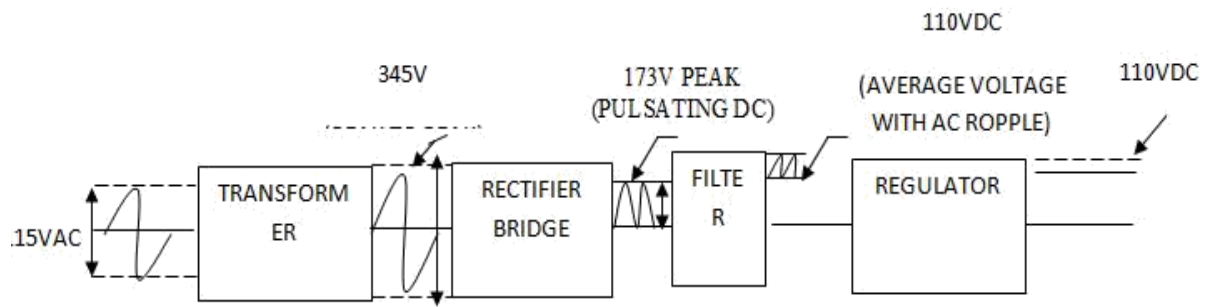 110VDC
345V
173V PEAK
(PULSATING DC)
(AVERAGE VOLTAGE
WITH AC ROPPLE)
110VDC
.15VAC
TRANSFORM
ER
RECTIFIER
BRIDGE
FILTE
R
REGULATOR